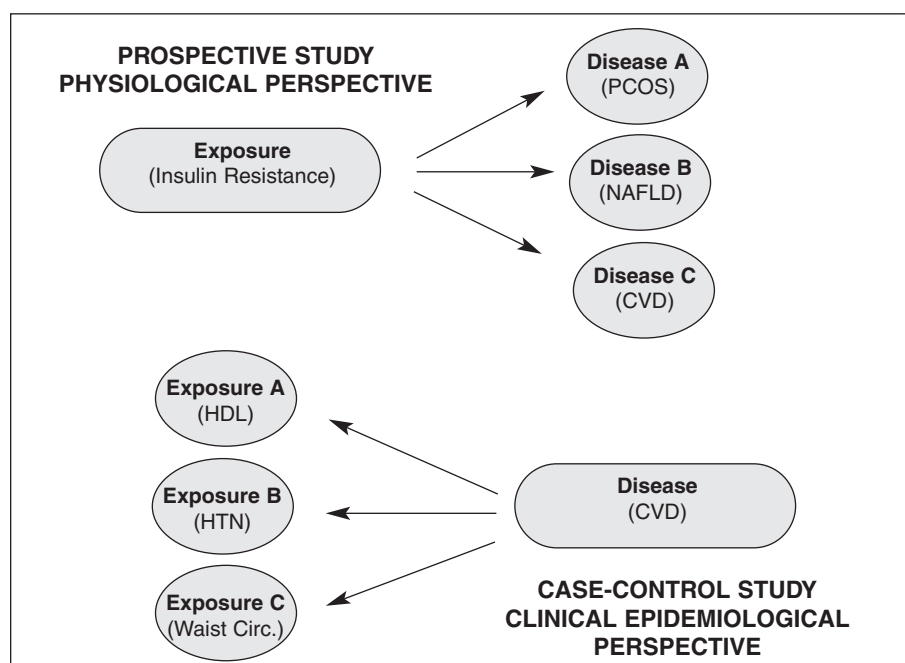 PROSPECTIVE STUDY
PHYSIOLOGICAL PERSPECTIVE
Exposure
(Insulin Resistance)
Disease A
(PCOS)
Disease B
(NAFLD)
Disease C
(CVD)
Exposure A
(HDL)
Exposure B
(HTN)
Exposure C
(Waist Circ.)
Disease
(CVD)
CASE-CONTROL STUDY
CLINICAL EPIDEMIOLOGICAL
PERSPECTIVE